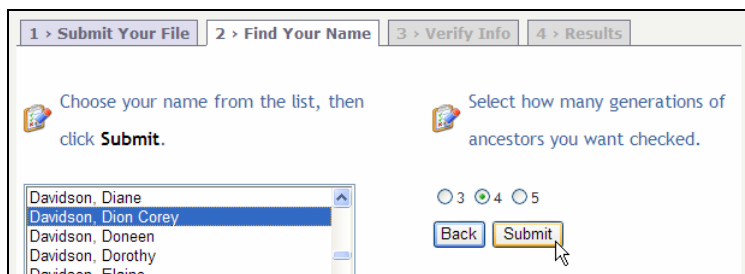 1 › Submit Your File
2 › Find Your Name
3 › Verify Info
4 › Results
Choose your name from the list, then
click Submit.
Davidson, Diane
Davidson, Dion Corey
Davidson, Doneen
Davidson, Dorothy
Davidson, Elaine
Select how many generations of
ancestors you want checked.
3 4 5
Back Submit